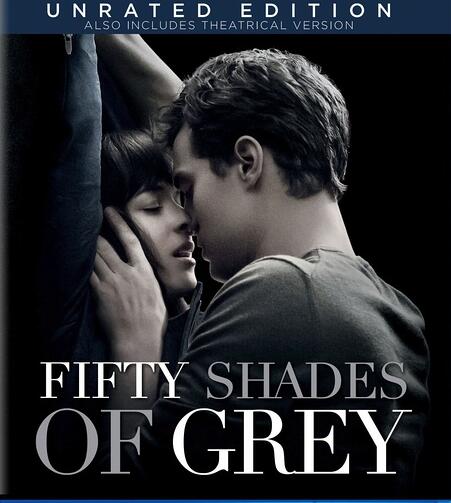 UNRATED EDITION
ALSO INCLUDES THEATRICAL VERSION
FIFTY SHADES
OF GREY